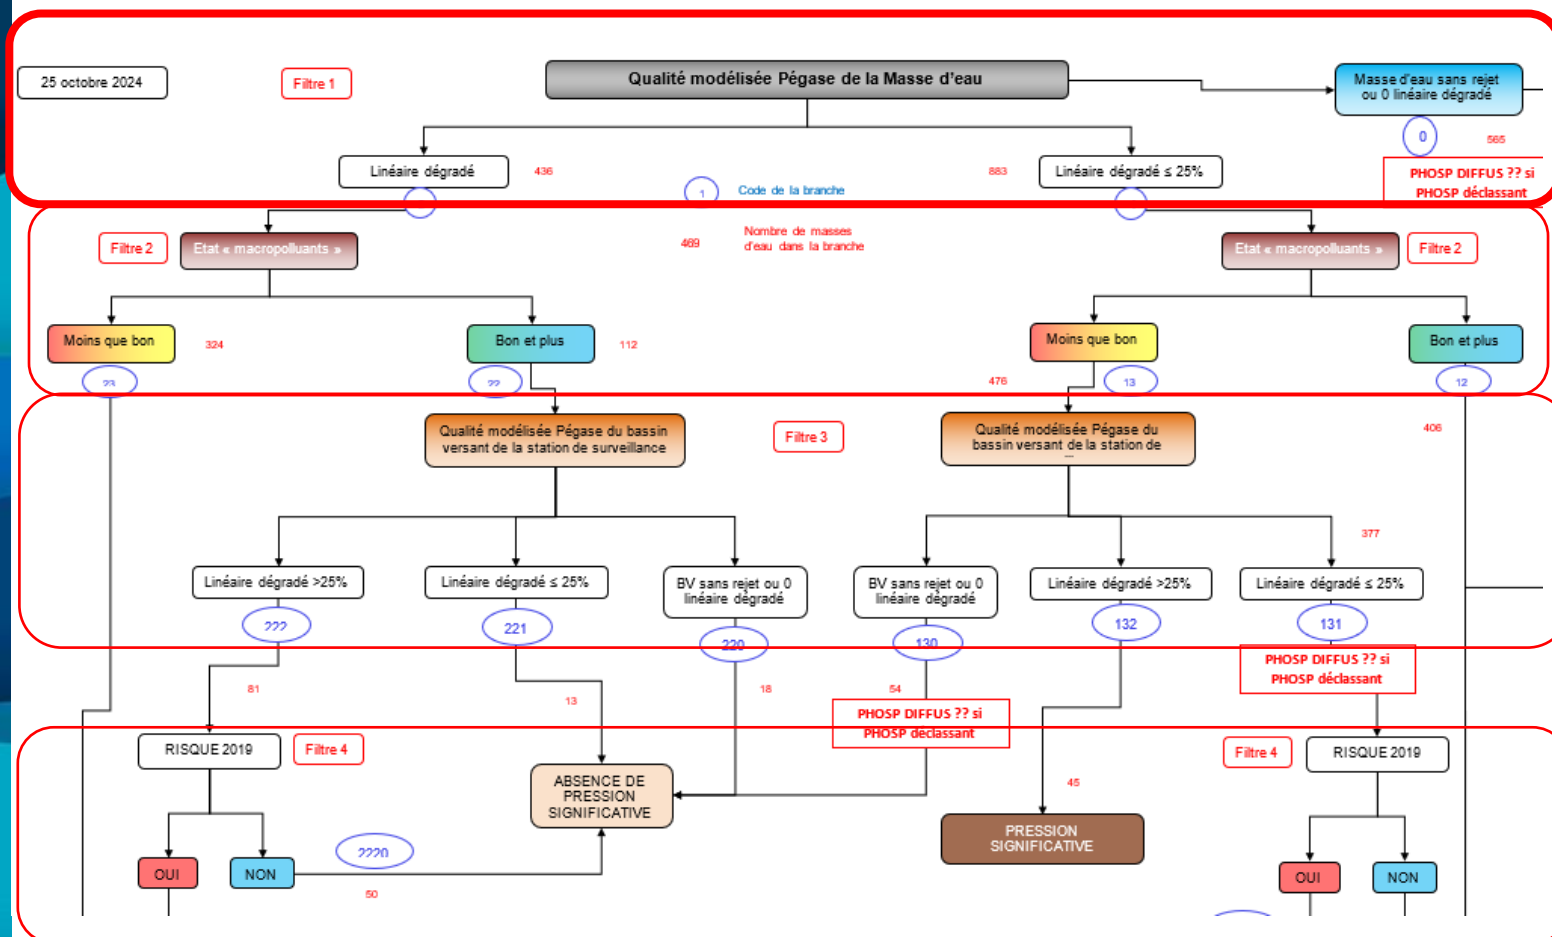 25 octobre 2024
Filtre 1
Qualité modélisée Pégase de la Masse d'eau
Masse d'eau sans rejet
ou 0 linéaire dégradé
0
565
Linéaire dégradé
436
1
Code de la branche
883
Linéaire dégradé ≤ 25%
PHOSP DIFFUS ?? si
PHOSP déclassant
Filtre 2
Etat « macropolluants »
469
Nombre de masses
d'eau dans la branche
Etat « macropolluants »
Filtre 2
Moins que bon
324
Bon et plus
112
Moins que bon
Bon et plus
23
22
476
13
12
Qualité modélisée Pégase du bassin
versant de la station de surveillance
Filtre 3
Qualité modélisée Pégase du
bassin versant de la station de
406
377
Linéaire dégradé >25%
Linéaire dégradé ≤ 25%
BV sans rejet ou 0
linéaire dégradé
BV sans rejet ou 0
linéaire dégradé
Linéaire dégradé >25%
Linéaire dégradé ≤ 25%
222
221
220
130
132
131
PHOSP DIFFUS ?? si
PHOSP déclassant
81
13
18
54
PHOSP DIFFUS ?? si
PHOSP déclassant
RISQUE 2019
Filtre 4
ABSENCE DE
PRESSION
SIGNIFICATIVE
45
Filtre 4
RISQUE 2019
PRESSION
SIGNIFICATIVE
2220
OUI
NON
50
OUI
NON